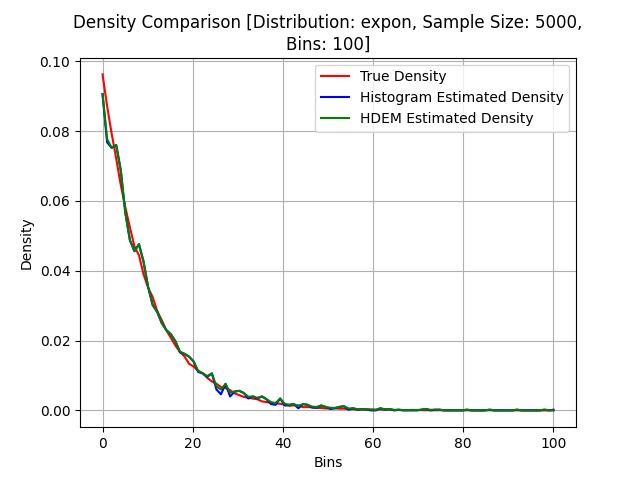 Density Comparison [Distribution: expon, Sample Size: 5000,
Bins: 100]
0.10
0.08
0.06
0.04
0.02
0.00
Density
True Density
Histogram Estimated Density
HDEM Estimated Density
0 20 40 60 80 100
Bins